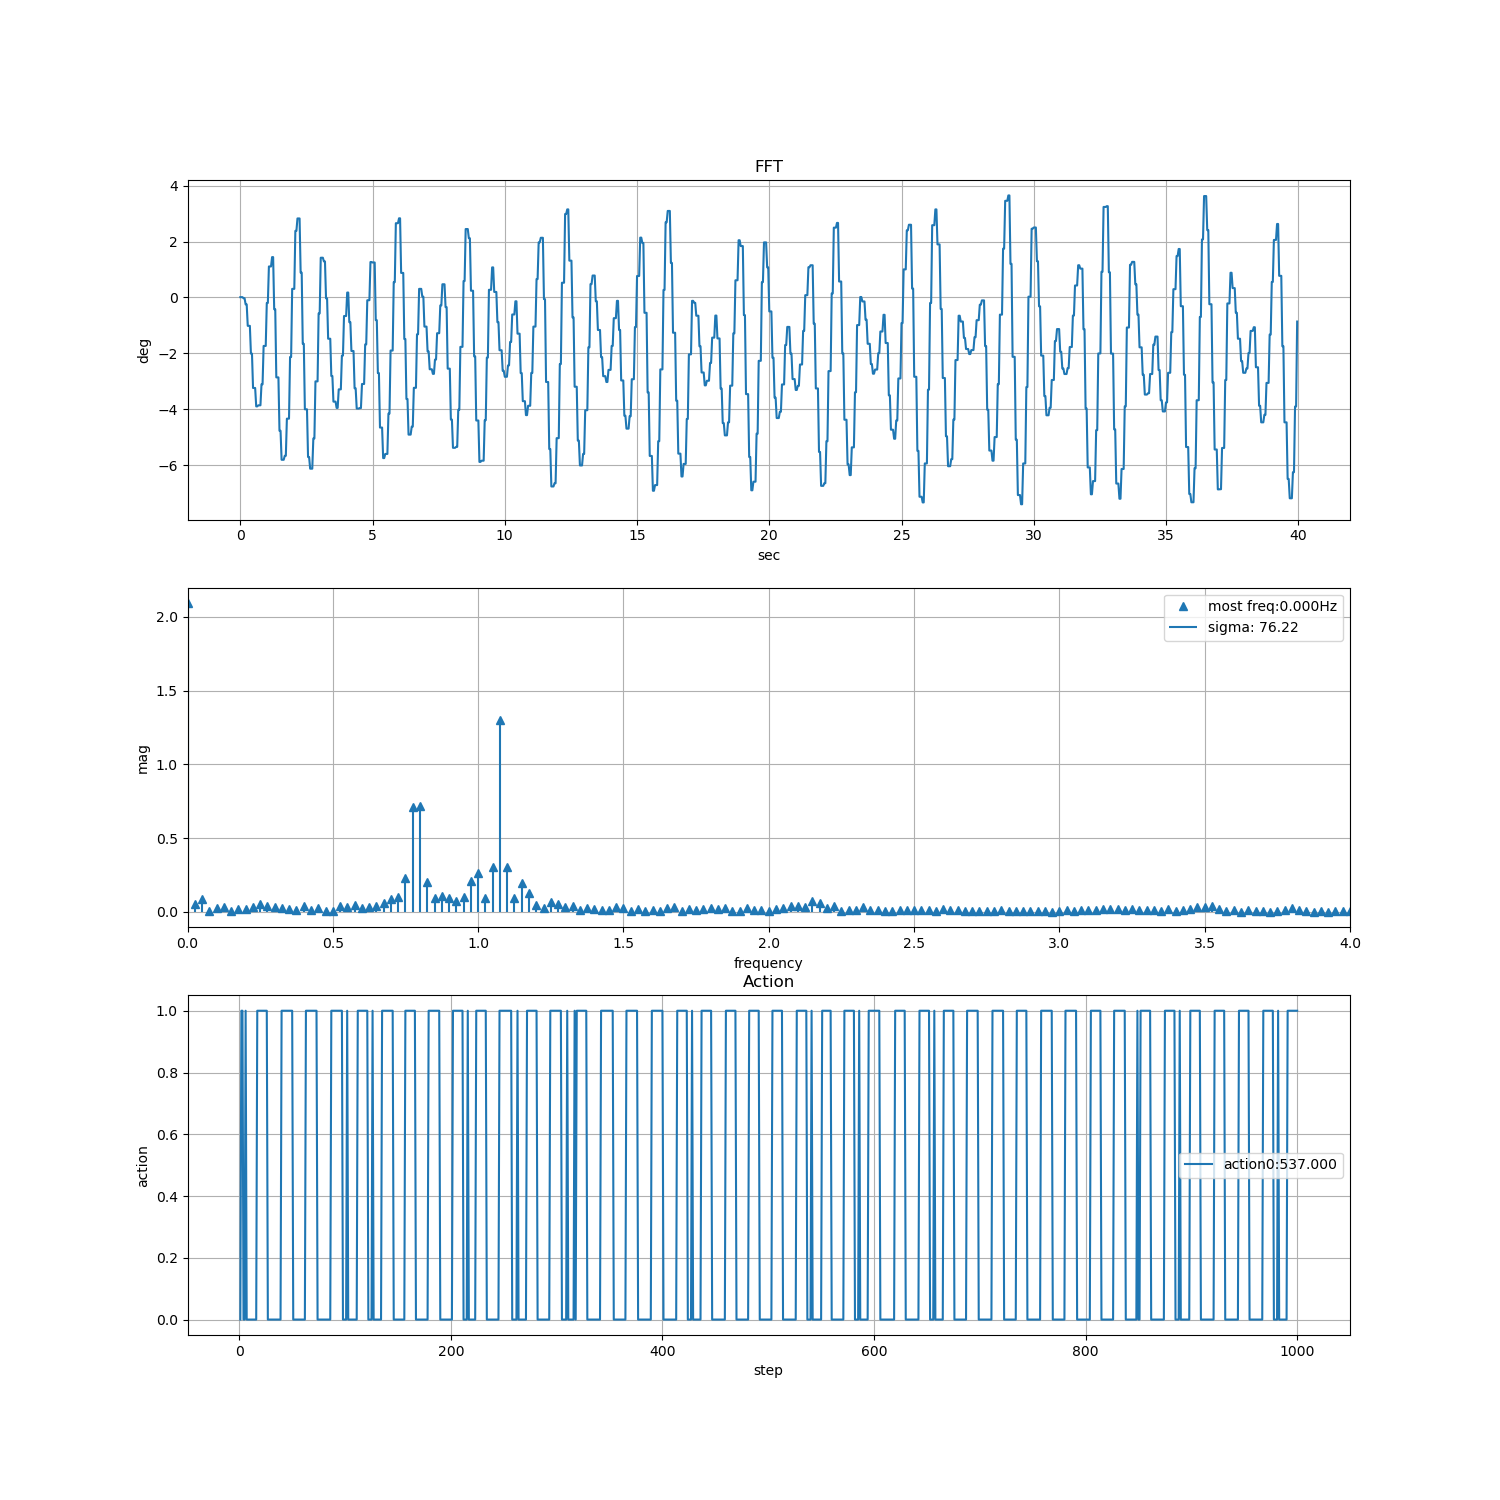 FFT
4
2
0
−2
−4
−6
deg
0 5 10 15 20 25 30 35 40
sec
2.0
1.5
1.0
0.5
0.0
mag
most freq:0.000Hz
sigma: 76.22
0.0 0.5 1.0 1.5 2.0 2.5 3.0 3.5 4.0
frequency
Action
1.0
0.8
0.6
0.4
0.2
0.0
action
action0:537.000
0 200 400 600 800 1000
step